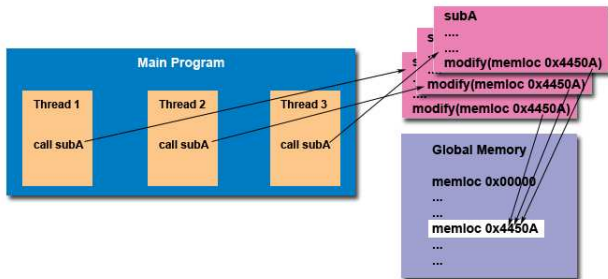 Main Program
Thread 1
call subA
Thread 2
call subA
Thread 3
call subA
subA
....
....
modify(memloc 0x4450A)
s
...
modify(memloc 0x4450A)
s
...
....
modify(memloc 0x4450A)
Global Memory
memloc 0x00000
...
...
memloc 0x4450A
...
...